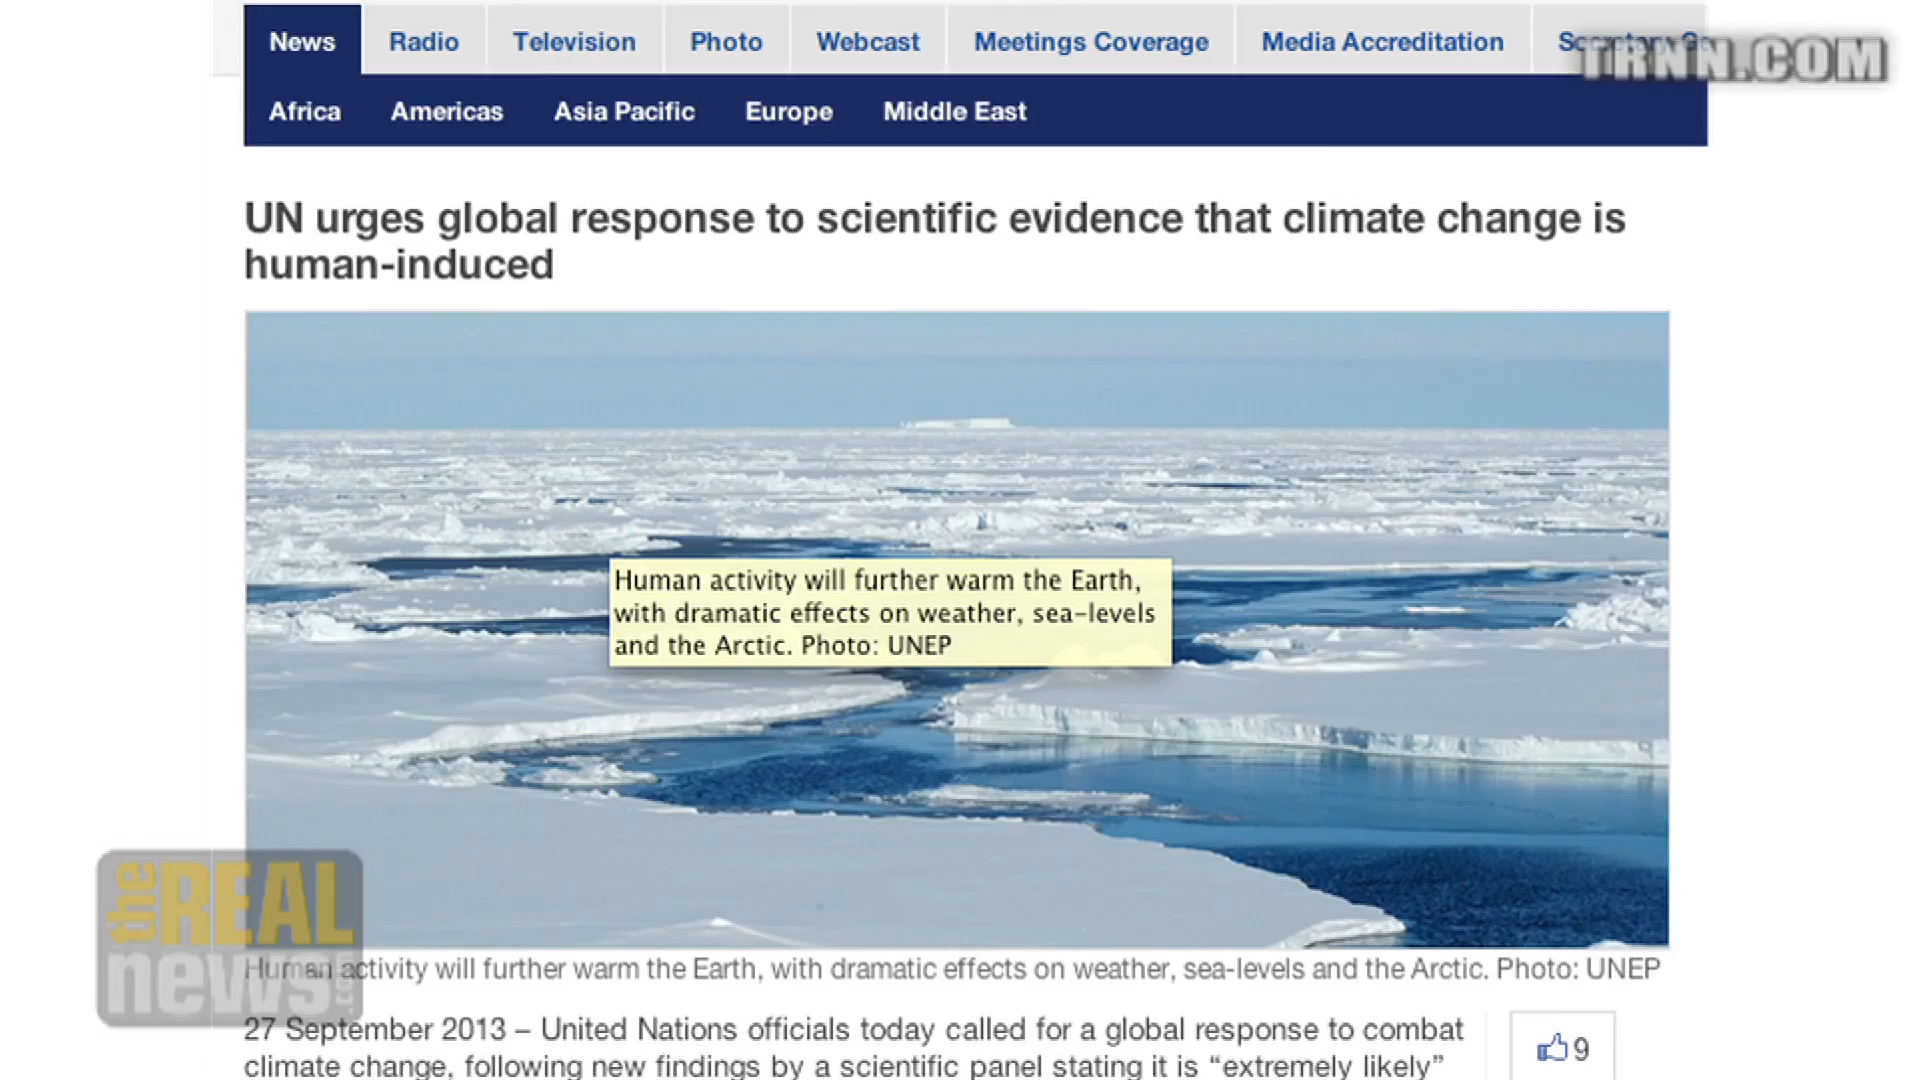 News Radio Television Photo Webcast Meetings Coverage Media Accreditation
TRNN.COM
Africa Americas Asia Pacific Europe Middle East
UN urges global response to scientific evidence that climate change is
human-induced
Human activity will further warm the Earth,
with dramatic effects on weather, sea-levels
and the Arctic. Photo: UNEP
the REAL
news.com
Human activity will further warm the Earth, with dramatic effects on weather, sea-levels and the Arctic. Photo: UNEP
27 September 2013 – United Nations officials today called for a global response to combat
climate change, following new findings by a scientific panel stating it is “extremely likely”
9